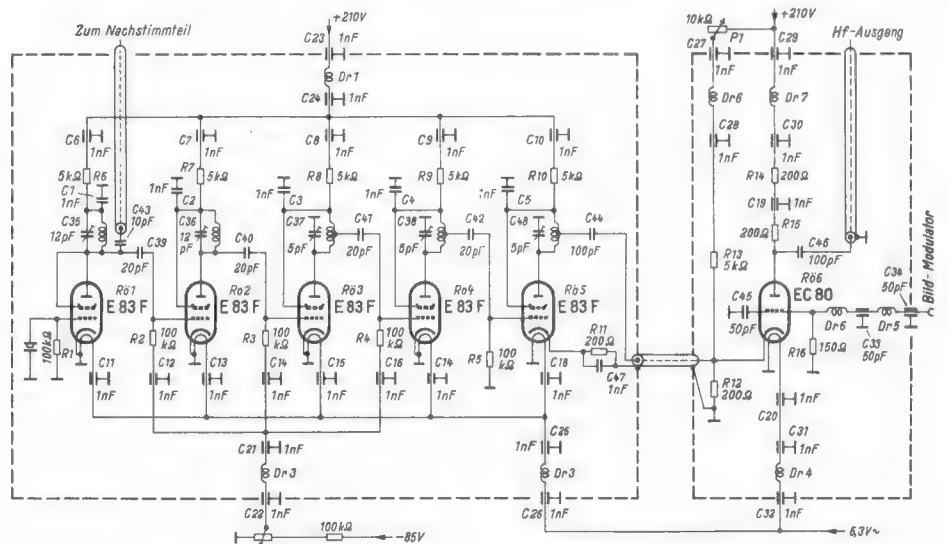 +210V
Zum Nachstimmteil
C23
1nF
Dr1
C24
1nF
C6
1nF
C7
1nF
C8
1nF
C9
1nF
C10
1nF
5kΩ
R6
C1
1nF
C35
12pF
C43
10pF
C39
20pF
R7
5kΩ
1nF
C2
C36
12
pF
C40
20pF
R8
5kΩ
1nF
C3
C37
5pF
C41
20pF
R9
5kΩ
1nF
C4
C38
5pF
C42
20pF
R10
5kΩ
1nF
C5
C48
5pF
C44
100pF
Rö1
E 83 F
Rö2
E 83 F
Rö3
E 83 F
Rö4
E 83 F
Rö5
E 83 F
100kΩ
R1
R2
100
kΩ
R3
100
kΩ
R4
100
kΩ
R5
100
kΩ
R11
200Ω
C47
1nF
C11
1nF
C12
1nF
C13
1nF
C14
1nF
C15
1nF
C16
1nF
C14
1nF
C18
1nF
C21
1nF
Dr3
C22
1nF
C26
1nF
Dr3
C26
1nF
100kΩ
-85V
10kΩ
P1
+210V
Hf-Ausgang
C27
1nF
C29
1nF
Dr6
Dr7
C28
1nF
C30
1nF
R14
200Ω
C19
1nF
R15
200Ω
C46
100pF
R13
5kΩ
Rö6
EC 80
C45
50pF
R12
200Ω
R16
150Ω
Dr6
C33
50pF
Dr5
C34
50pF
Bild-Modulator
C20
1nF
C31
1nF
Dr4
C32
1nF
6,3V~